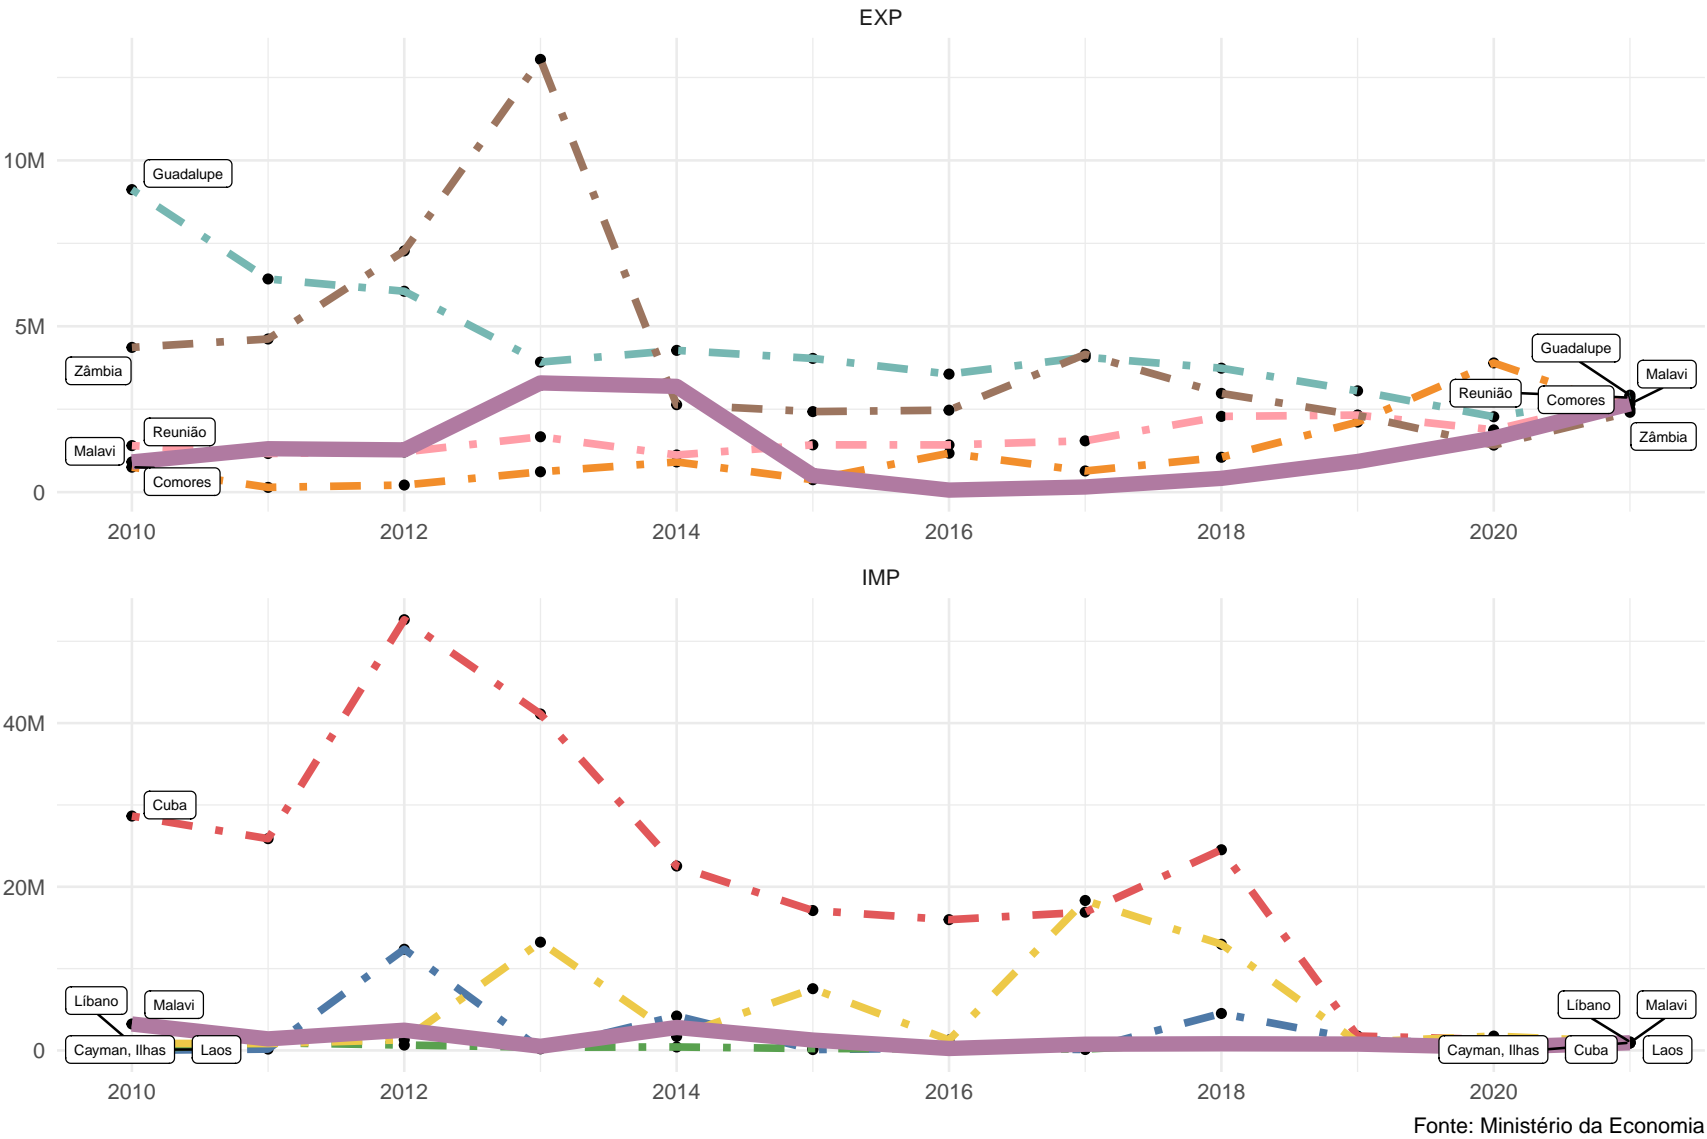 EXP
10M
5M
0
Guadalupe
Zâmbia
Reunião
Malavi
Comores
Guadalupe
Malavi
Reunião
Comores
Zâmbia
2010 2012 2014 2016 2018 2020
IMP
40M
20M
0
Cuba
Líbano
Malavi
Cayman, Ilhas
Laos
Líbano
Malavi
Cayman, Ilhas
Cuba
Laos
2010 2012 2014 2016 2018 2020
Fonte: Ministério da Economia